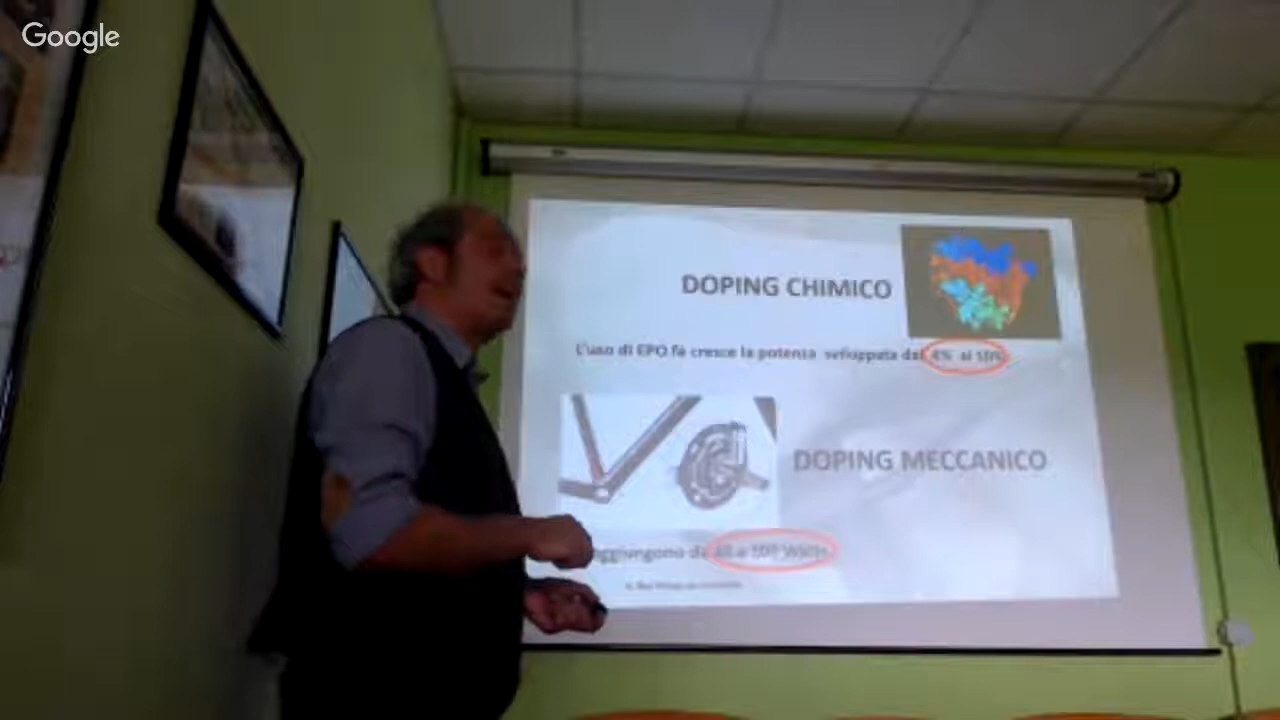 Google
DOPING CHIMICO
L'uso di EPO fa cresce la potenza sviluppata dal 4% al 10%
DOPING MECCANICO
aggiungono da 60 a 100 Watts